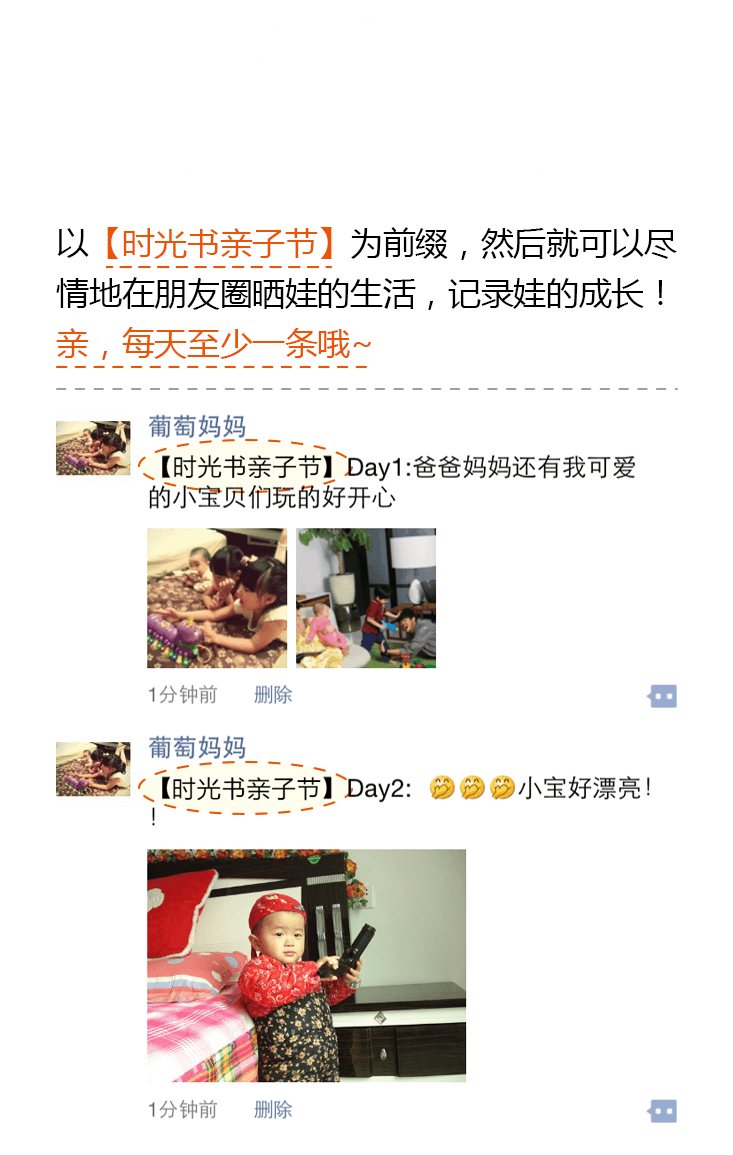 以【时光书亲子节】为前缀，然后就可以尽
情地在朋友圈晒娃的生活，记录娃的成长！
亲，每天至少一条哦~
葡萄妈妈
【时光书亲子节】Day1:爸爸妈妈还有我可爱
的小宝贝们玩的好开心
1分钟前 删除
葡萄妈妈
【时光书亲子节】Day2: 🤭🤭🤭小宝好漂亮！
！
1分钟前 删除